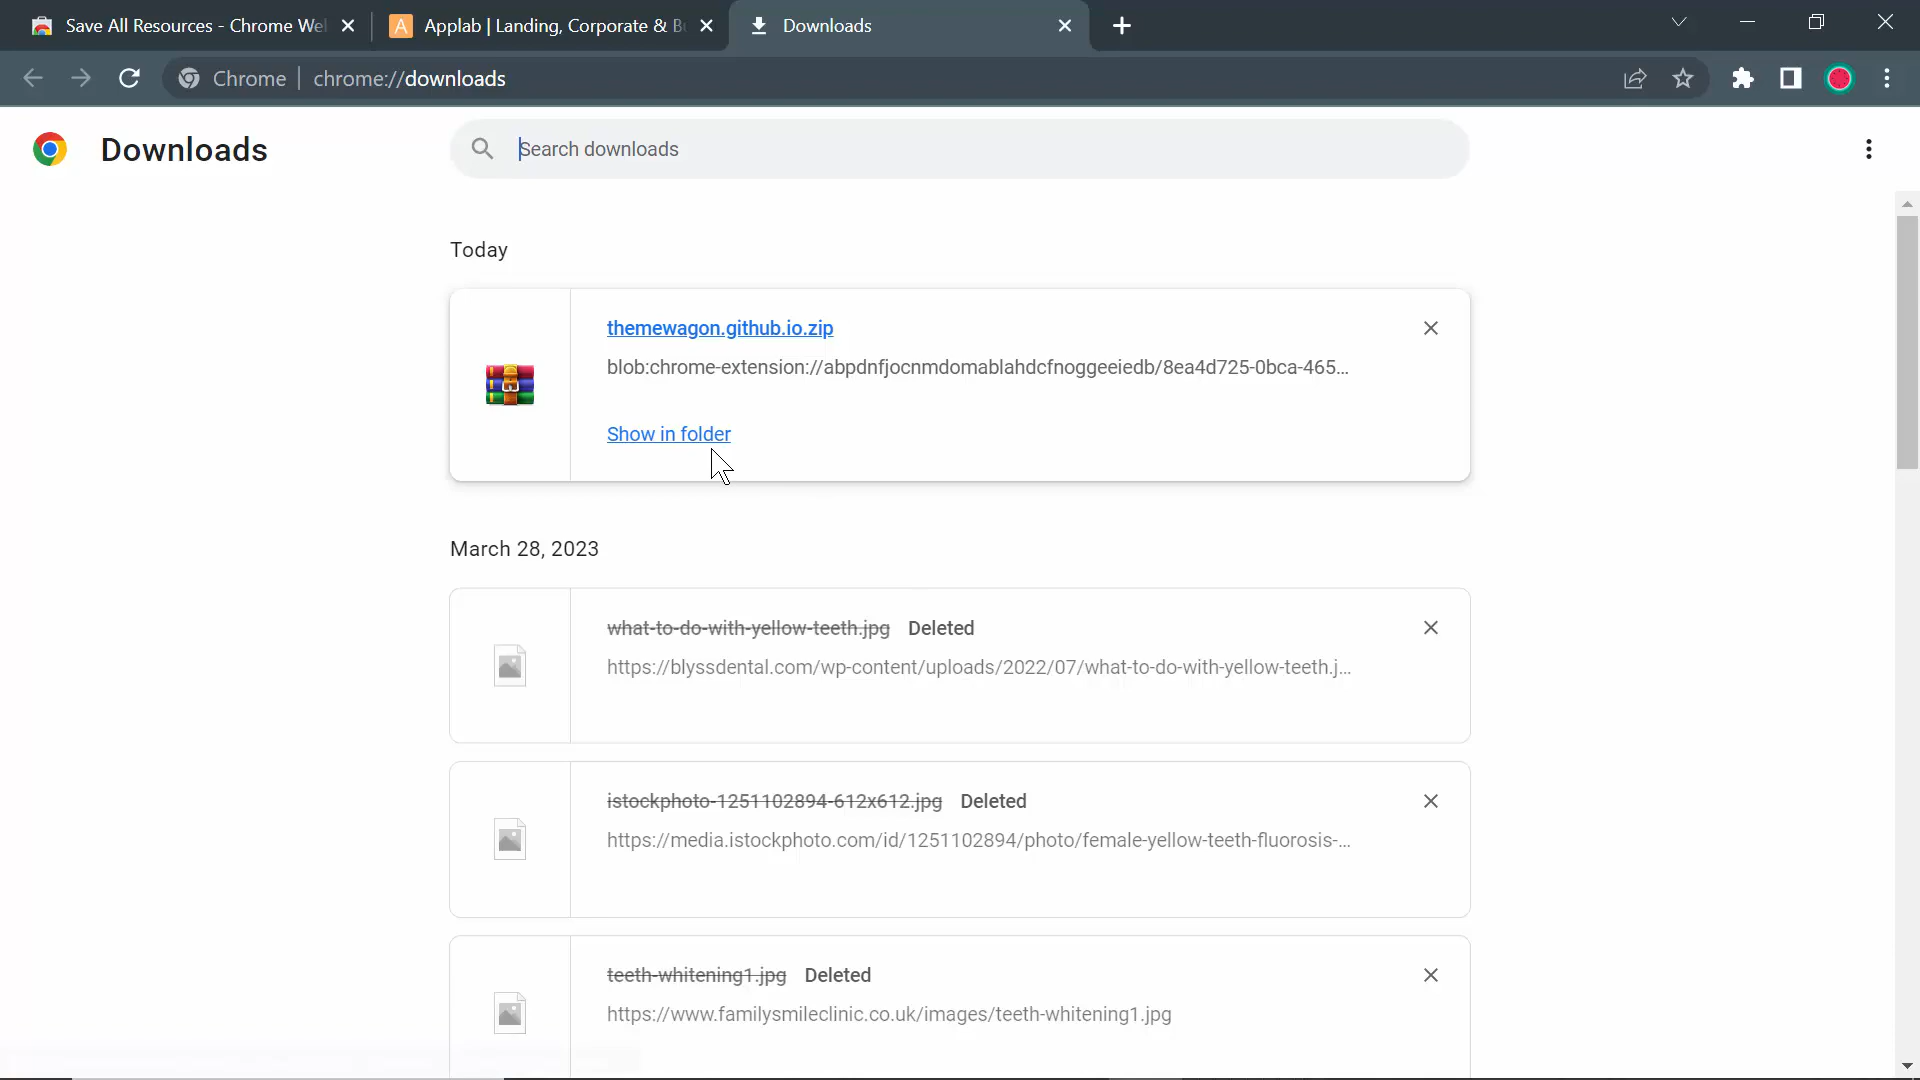 Save All Resources - Chrome We
Applab | Landing, Corporate & B
Downloads
Chrome
chrome://downloads
Downloads
Search downloads
Today
themewagon.github.io.zip
blob:chrome-extension://abpdnfjocnmdomablahdcfnoggeeiedb/8ea4d725-0bca-465...
Show in folder
March 28, 2023
what-to-do-with-yellow-teeth.jpg Deleted
https://blyssdental.com/wp-content/uploads/2022/07/what-to-do-with-yellow-teeth.j...
istockphoto-1251102894-612x612.jpg Deleted
https://media.istockphoto.com/id/1251102894/photo/female-yellow-teeth-fluorosis-...
teeth-whitening1.jpg Deleted
https://www.familysmileclinic.co.uk/images/teeth-whitening1.jpg